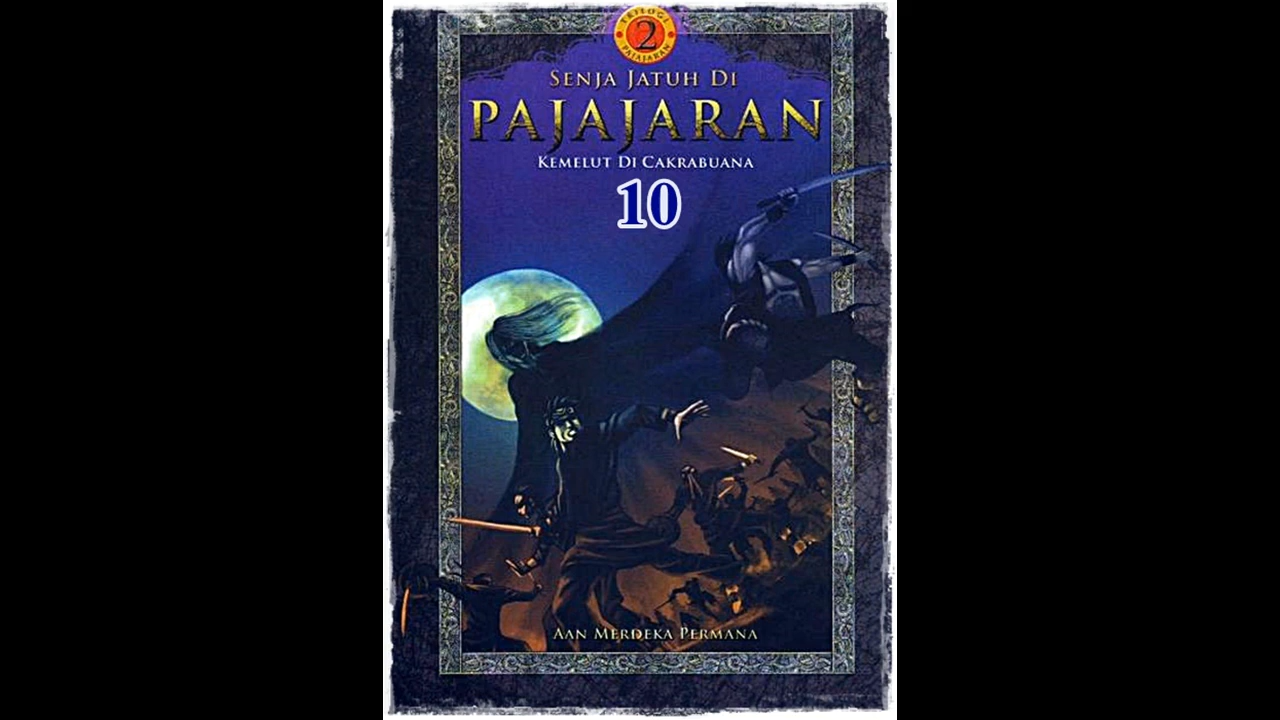 TRILOGI
2
PAJAJARAN
SENJA JATUH DI
PAJAJARAN
KEMELUT DI CAKRABUANA
10
AAN MERDEKA PERMANA